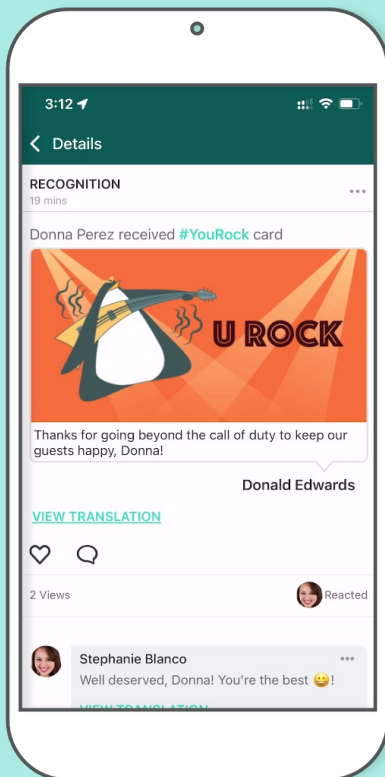 3:12
Details
RECOGNITION
19 mins
Donna Perez received #YouRock card
U ROCK
Thanks for going beyond the call of duty to keep our
guests happy, Donna!
Donald Edwards
VIEW TRANSLATION
2 Views
Reacted
Stephanie Blanco
Well deserved, Donna! You're the best 😀!
VIEW TRANSLATION